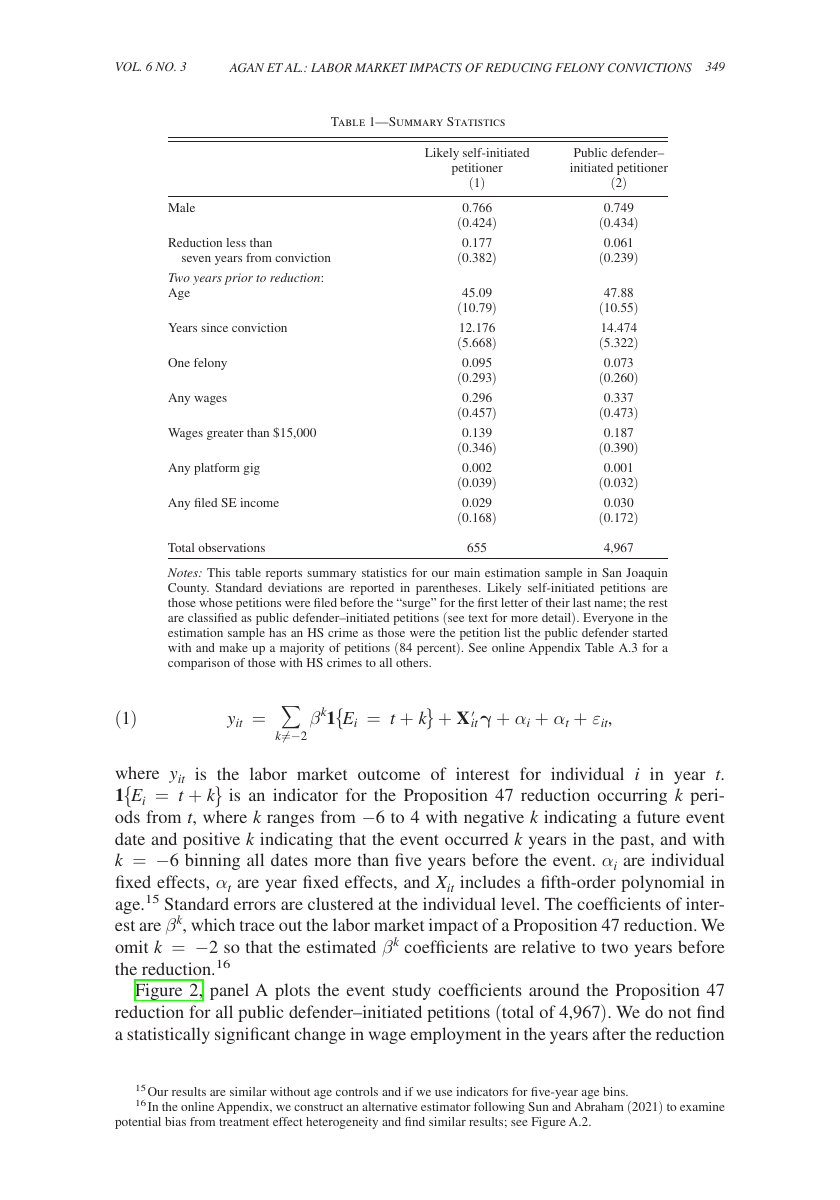 VOL. 6 NO. 3 AGAN ET AL.: LABOR MARKET IMPACTS OF REDUCING FELONY CONVICTIONS 349
Table 1—Summary Statistics
Likely self-initiated Public defender–
petitioner initiated petitioner
(1) (2)
Male 0.766 0.749
(0.424) (0.434)
Reduction less than 0.177 0.061
seven years from conviction (0.382) (0.239)
Two years prior to reduction:
Age 45.09 47.88
(10.79) (10.55)
Years since conviction 12.176 14.474
(5.668) (5.322)
One felony 0.095 0.073
(0.293) (0.260)
Any wages 0.296 0.337
(0.457) (0.473)
Wages greater than $15,000 0.139 0.187
(0.346) (0.390)
Any platform gig 0.002 0.001
(0.039) (0.032)
Any filed SE income 0.029 0.030
(0.168) (0.172)
Total observations 655 4,967
Notes: This table reports summary statistics for our main estimation sample in San Joaquin
County. Standard deviations are reported in parentheses. Likely self-initiated petitions are
those whose petitions were filed before the “surge” for the first letter of their last name; the rest
are classified as public defender–initiated petitions (see text for more detail). Everyone in the
estimation sample has an HS crime as those were the petition list the public defender started
with and make up a majority of petitions (84 percent). See online Appendix Table A.3 for a
comparison of those with HS crimes to all others.
(1) y_it = ∑_{k≠−2} β^k 1{E_i = t + k} + X′_it γ + α_i + α_t + ε_it,
where y_it is the labor market outcome of interest for individual i in year t.
1{E_i = t + k} is an indicator for the Proposition 47 reduction occurring k peri-
ods from t, where k ranges from −6 to 4 with negative k indicating a future event
date and positive k indicating that the event occurred k years in the past, and with
k = −6 binning all dates more than five years before the event. α_i are individual
fixed effects, α_t are year fixed effects, and X_it includes a fifth-order polynomial in
age.15 Standard errors are clustered at the individual level. The coefficients of inter-
est are β^k, which trace out the labor market impact of a Proposition 47 reduction. We
omit k = −2 so that the estimated β^k coefficients are relative to two years before
the reduction.16
Figure 2, panel A plots the event study coefficients around the Proposition 47
reduction for all public defender–initiated petitions (total of 4,967). We do not find
a statistically significant change in wage employment in the years after the reduction
15 Our results are similar without age controls and if we use indicators for five-year age bins.
16 In the online Appendix, we construct an alternative estimator following Sun and Abraham (2021) to examine
potential bias from treatment effect heterogeneity and find similar results; see Figure A.2.